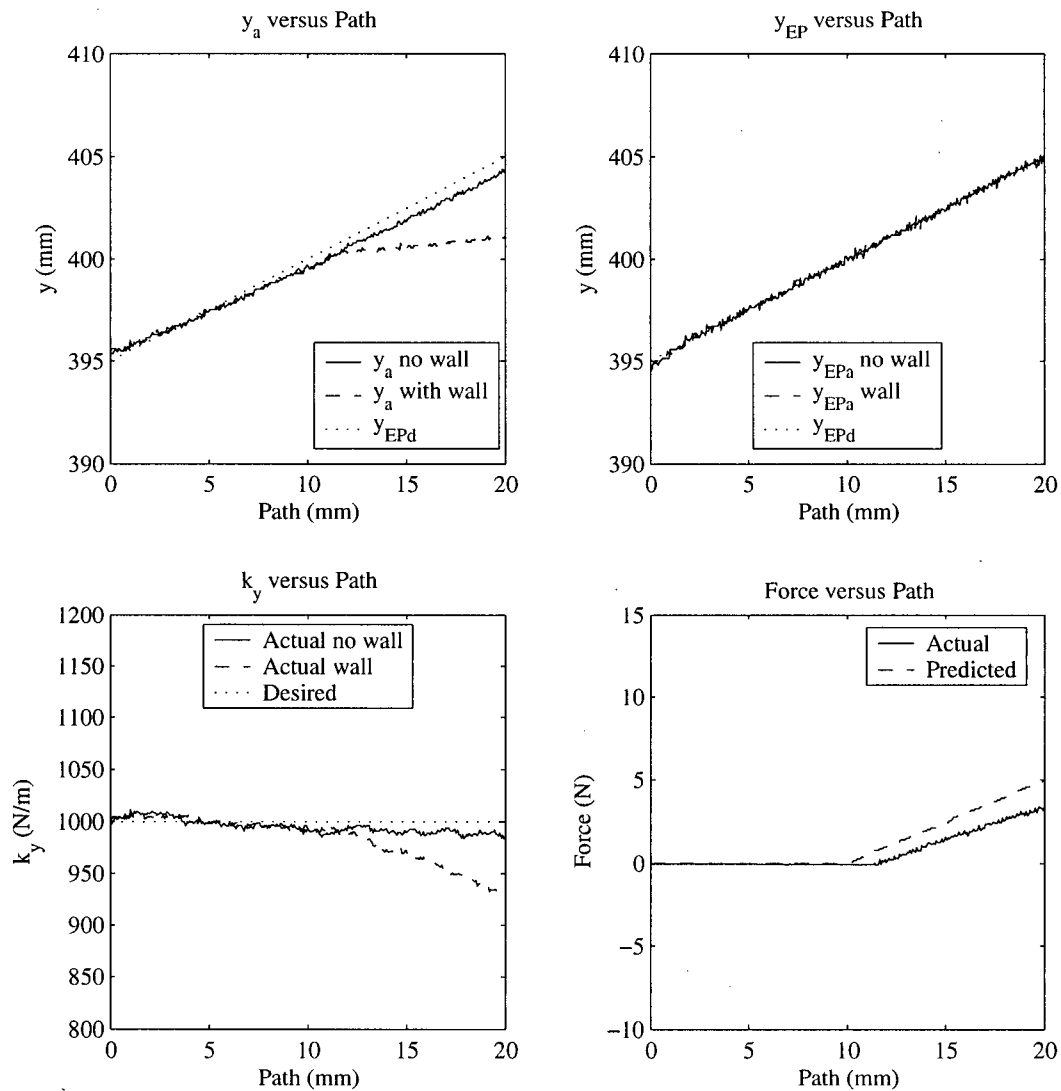 y_a versus Path
410
405
400
395
390
y (mm)
0 5 10 15 20
Path (mm)
y_a no wall
y_a with wall
y_EPd
y_EP versus Path
410
405
400
395
390
y (mm)
0 5 10 15 20
Path (mm)
y_EPa no wall
y_EPa wall
y_EPd
k_y versus Path
1200
1150
1100
1050
1000
950
900
850
800
k_y (N/m)
0 5 10 15 20
Path (mm)
Actual no wall
Actual wall
Desired
Force versus Path
15
10
5
0
−5
−10
Force (N)
0 5 10 15 20
Path (mm)
Actual
Predicted